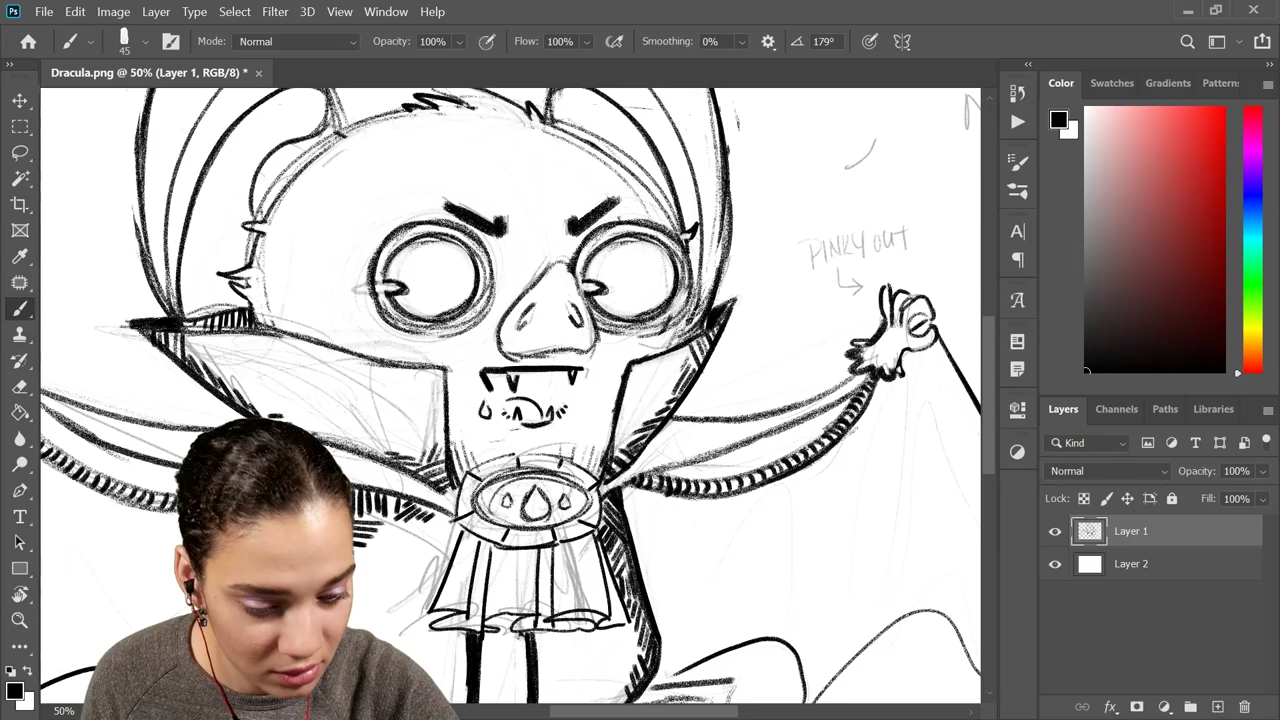 Ps File Edit Image Layer Type Select Filter 3D View Window Help
45 Mode: Normal Opacity: 100% Flow: 100% Smoothing: 0% 179°
Dracula.png @ 50% (Layer 1, RGB/8) * ×
Color Swatches Gradients Patterns
PINKY OUT
Layers Channels Paths Libraries
Kind
Normal Opacity: 100%
Lock: Fill: 100%
Layer 1
Layer 2
50%